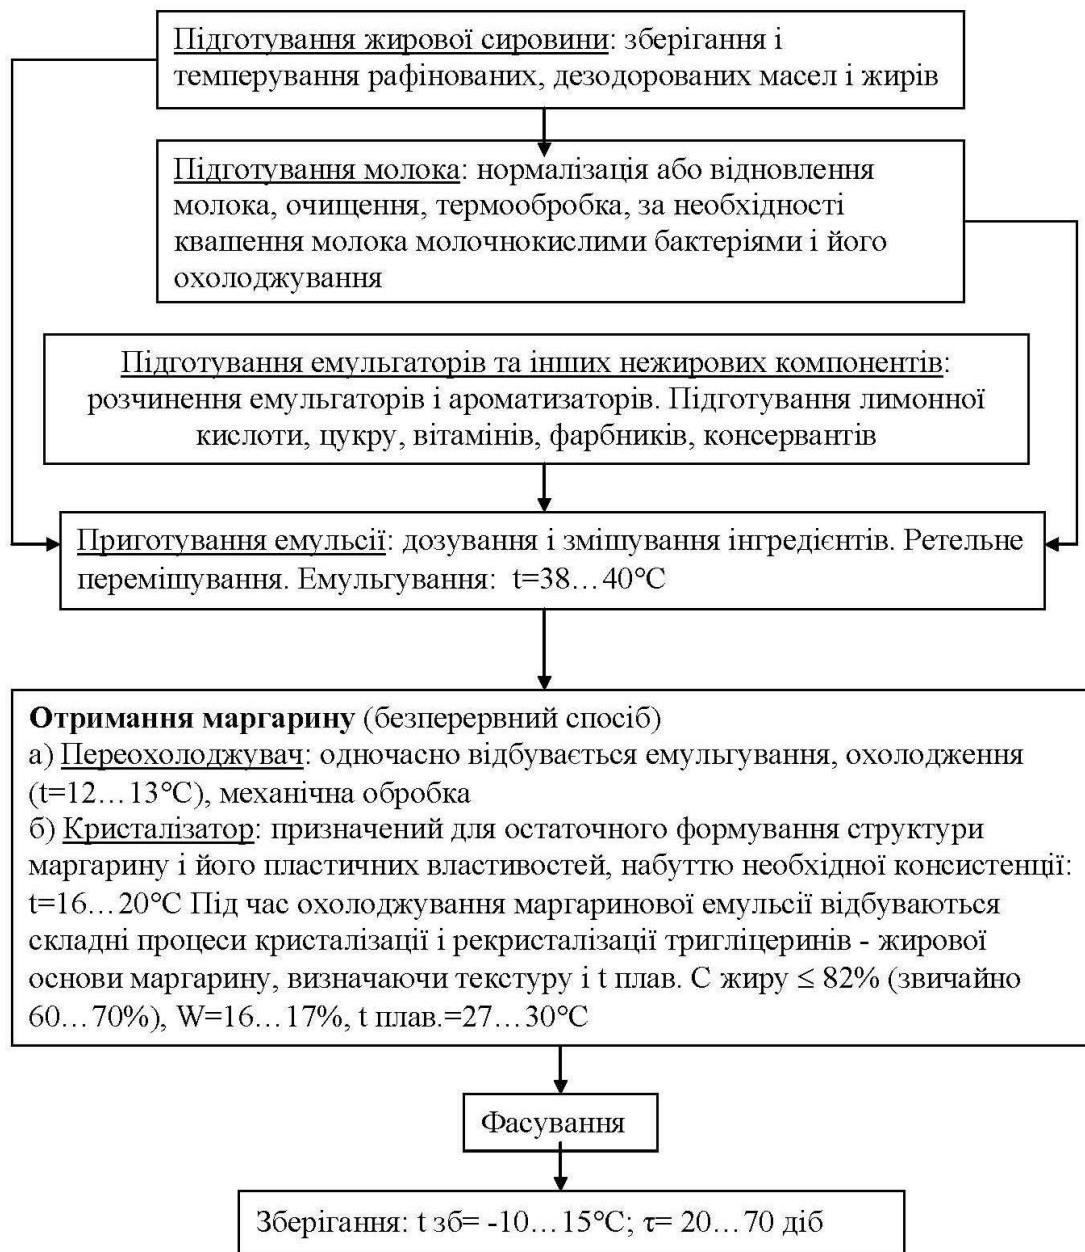 Підготування жирової сировини: зберігання і
темперування рафінованих, дезодорованих масел і жирів
Підготування молока: нормалізація або відновлення
молока, очищення, термообробка, за необхідності
квашення молока молочнокислими бактеріями і його
охолоджування
Підготування емульгаторів та інших нежирових компонентів:
розчинення емульгаторів і ароматизаторів. Підготування лимонної
кислоти, цукру, вітамінів, фарбників, консервантів
Приготування емульсії: дозування і змішування інгредієнтів. Ретельне
перемішування. Емульгування: t=38…40°С
Отримання маргарину (безперервний спосіб)
а) Переохолоджувач: одночасно відбувається емульгування, охолодження
(t=12…13°С), механічна обробка
б) Кристалізатор: призначений для остаточного формування структури
маргарину і його пластичних властивостей, набуттю необхідної консистенції:
t=16…20°С Під час охолоджування маргаринової емульсії відбуваються
складні процеси кристалізації і рекристалізації тригліцеринів - жирової
основи маргарину, визначаючи текстуру і t плав. С жиру ≤ 82% (звичайно
60…70%), W=16…17%, t плав.=27…30°С
Фасування
Зберігання: t зб= -10…15°С; τ= 20…70 діб